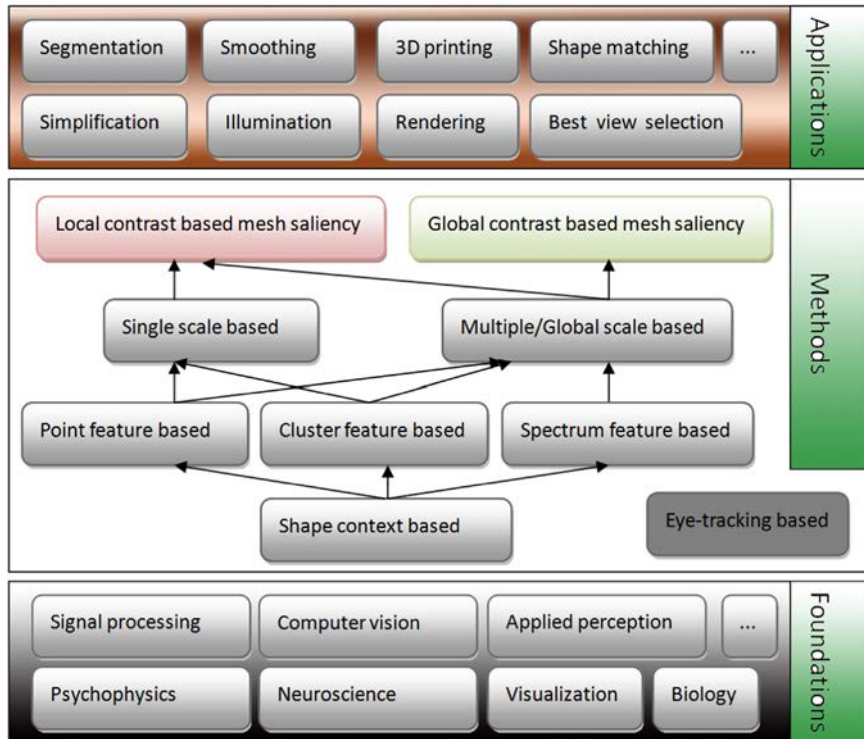 Segmentation
Smoothing
3D printing
Shape matching
...
Simplification
Illumination
Rendering
Best view selection
Applications
Local contrast based mesh saliency
Global contrast based mesh saliency
Single scale based
Multiple/Global scale based
Point feature based
Cluster feature based
Spectrum feature based
Shape context based
Eye-tracking based
Methods
Signal processing
Computer vision
Applied perception
...
Psychophysics
Neuroscience
Visualization
Biology
Foundations